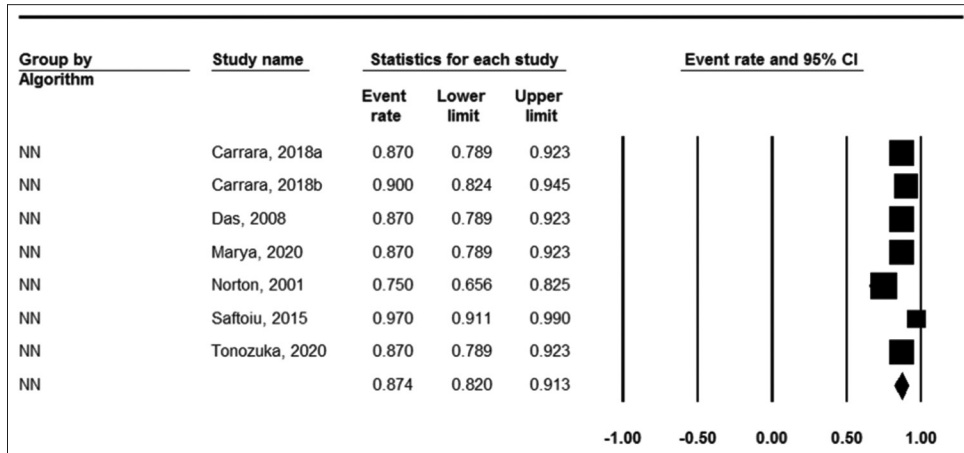 Group by Study name Statistics for each study Event rate and 95% CI
Algorithm
Event Lower Upper
rate limit limit
NN Carrara, 2018a 0.870 0.789 0.923
NN Carrara, 2018b 0.900 0.824 0.945
NN Das, 2008 0.870 0.789 0.923
NN Marya, 2020 0.870 0.789 0.923
NN Norton, 2001 0.750 0.656 0.825
NN Saftoiu, 2015 0.970 0.911 0.990
NN Tonozuka, 2020 0.870 0.789 0.923
NN 0.874 0.820 0.913
-1.00 -0.50 0.00 0.50 1.00